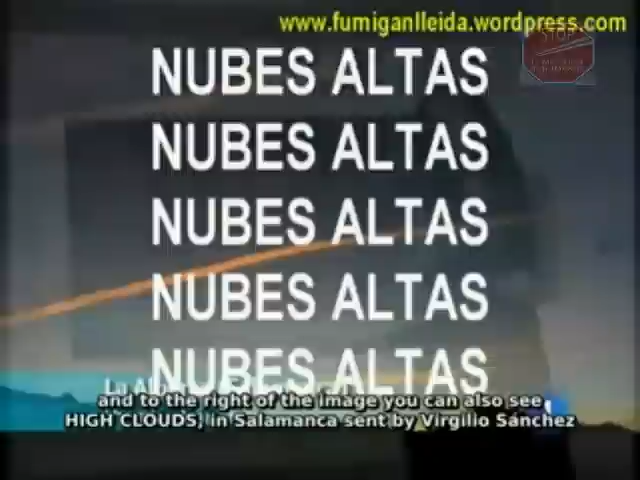 www.fumiganlleida.wordpress.com
STOP
NUBES ALTAS
NUBES ALTAS
NUBES ALTAS
NUBES ALTAS
NUBES ALTAS
and to the right of the image you can also see
HIGH CLOUDS, in Salamanca sent by Virgilio Sánchez